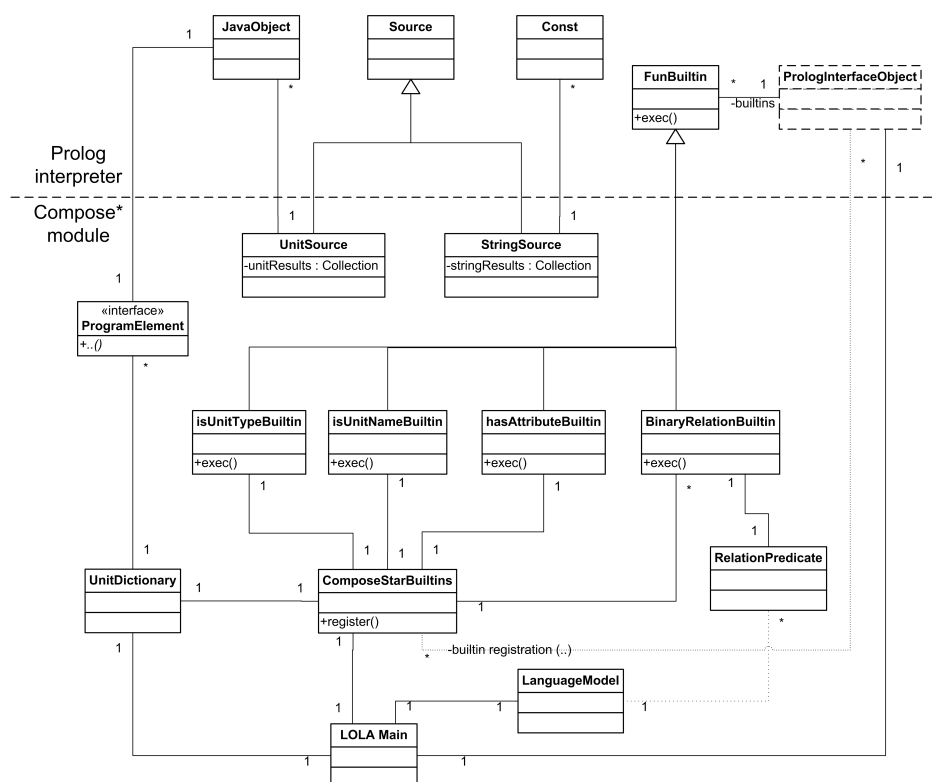 JavaObject
Source
Const
1
*
*
FunBuiltin
+exec()
*
1
-builtins
PrologInterfaceObject
*
1
Prolog
interpreter
Compose*
module
1
1
UnitSource
-unitResults : Collection
StringSource
-stringResults : Collection
1
«interface»
ProgramElement
+..()
*
isUnitTypeBuiltin
+exec()
isUnitNameBuiltin
+exec()
hasAttributeBuiltin
+exec()
BinaryRelationBuiltin
+exec()
1
1
1
*
1
1
1
1
1
1
RelationPredicate
UnitDictionary
1
1
ComposeStarBuiltins
+register()
1
*
1
1
*
-builtin registration (..)
LanguageModel
1
1
1
1
LOLA Main
1
1